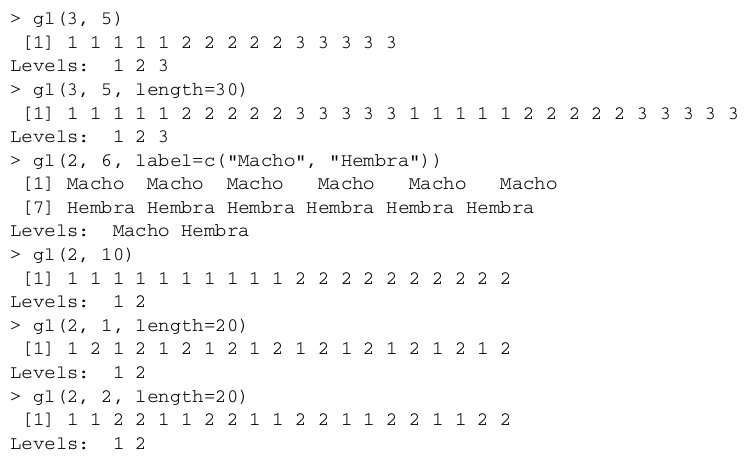 > gl(3, 5)
[1] 1 1 1 1 1 2 2 2 2 2 3 3 3 3 3
Levels: 1 2 3
> gl(3, 5, length=30)
[1] 1 1 1 1 1 2 2 2 2 2 3 3 3 3 3 1 1 1 1 1 2 2 2 2 2 3 3 3 3 3
Levels: 1 2 3
> gl(2, 6, label=c("Macho", "Hembra"))
[1] Macho Macho Macho Macho Macho Macho
[7] Hembra Hembra Hembra Hembra Hembra Hembra
Levels: Macho Hembra
> gl(2, 10)
[1] 1 1 1 1 1 1 1 1 1 1 2 2 2 2 2 2 2 2 2 2
Levels: 1 2
> gl(2, 1, length=20)
[1] 1 2 1 2 1 2 1 2 1 2 1 2 1 2 1 2 1 2 1 2
Levels: 1 2
> gl(2, 2, length=20)
[1] 1 1 2 2 1 1 2 2 1 1 2 2 1 1 2 2 1 1 2 2
Levels: 1 2